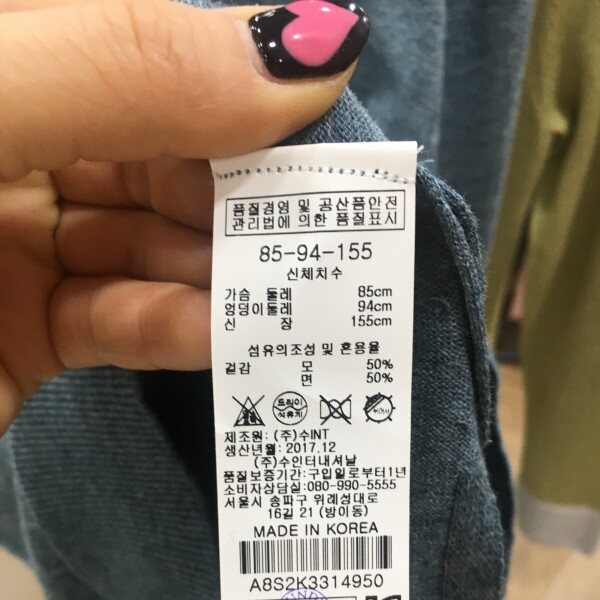 품질경영 및 공산품안전
관리법에 의한 품질표시
85-94-155
신체치수
가슴 둘레 85cm
엉덩이둘레 94cm
신 장 155cm
섬유의조성 및 혼용율
겉감 모 50%
면 50%
드라이
석유계
제조원: (주)수INT
생산년월: 2017.12
(주)수인터내셔날
품질보증기간: 구입일로부터1년
소비자상담실: 080-990-5555
서울시 송파구 위례성대로
16길 21 (방이동)
MADE IN KOREA
A8S2K3314950